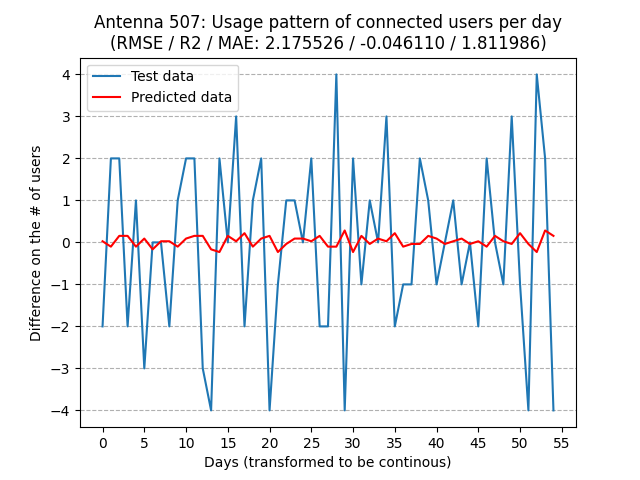 Antenna 507: Usage pattern of connected users per day
(RMSE / R2 / MAE: 2.175526 / -0.046110 / 1.811986)
Test data
Predicted data
Difference on the # of users
4
3
2
1
0
−1
−2
−3
−4
0 5 10 15 20 25 30 35 40 45 50 55
Days (transformed to be continous)